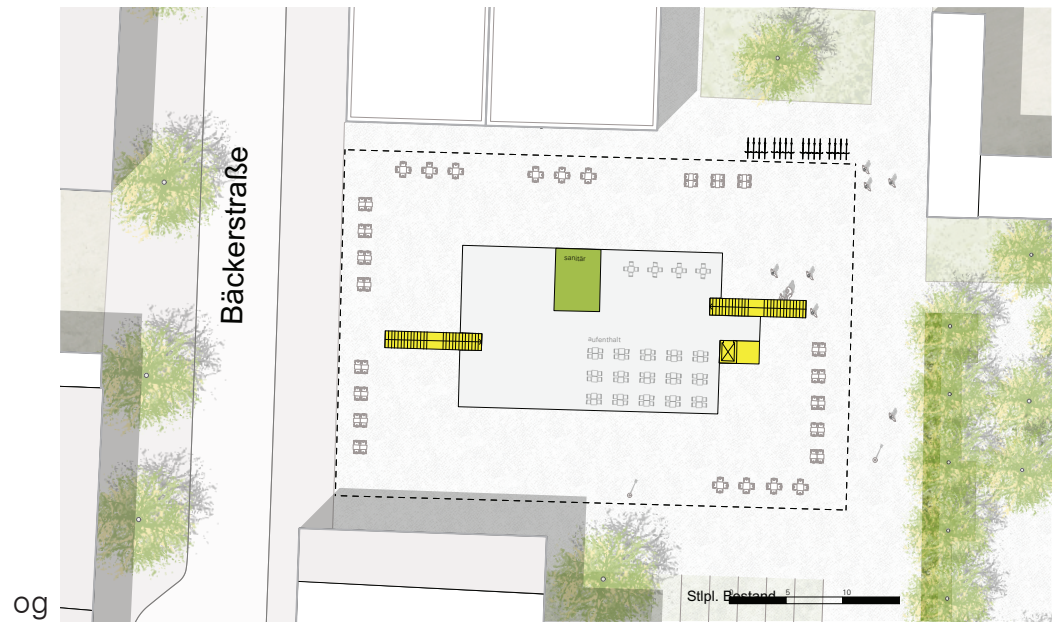 Bäckerstraße
sanitär
Aufenthalt
Stlpl. Bestand
5
10
og